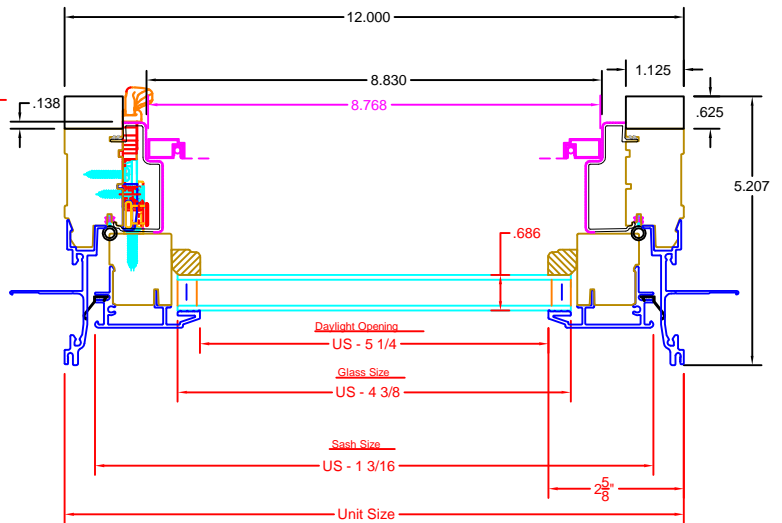 12.000
8.830
1.125
8.768
.138
.625
5.207
.686
Daylight Opening
US - 5 1/4
Glass Size
US - 4 3/8
Sash Size
US - 1 3/16
2 5/8"
Unit Size